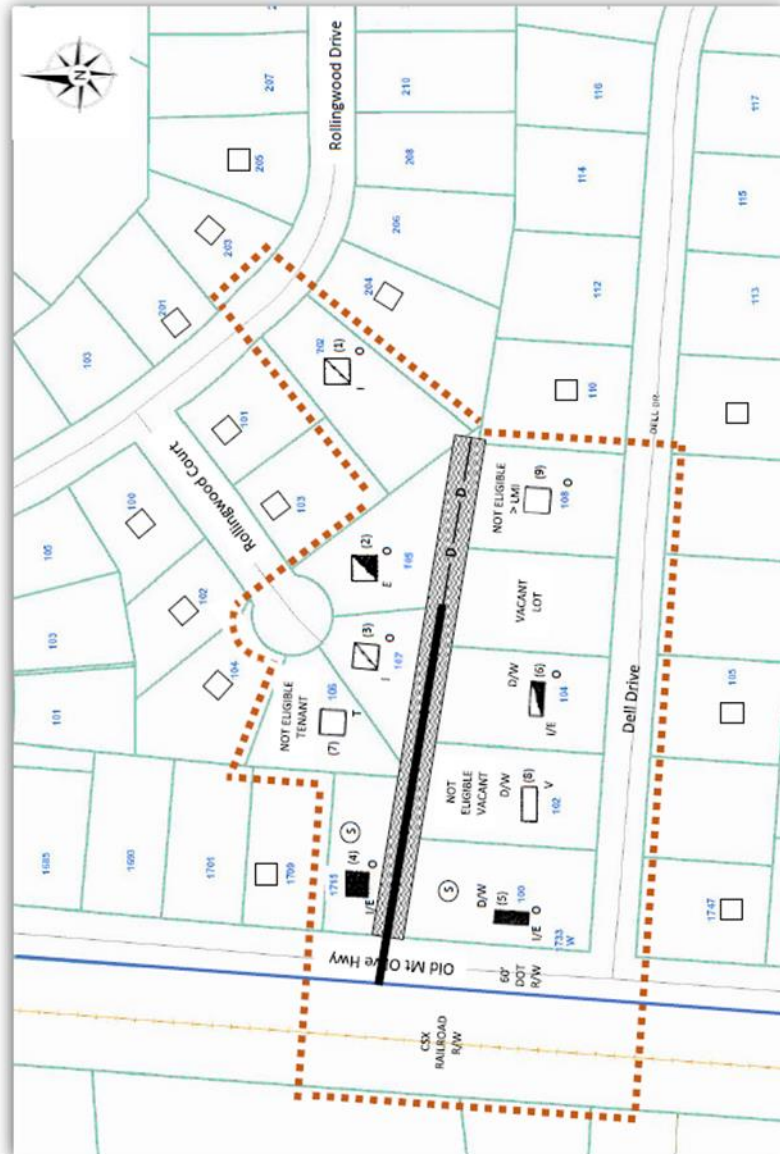 N
1685
1693
1701
1709
101
103
105
104
102
100
103
201
203
205
207
Rollingwood Drive
Rollingwood Court
101
103
210
208
206
204
202
(1)
I
O
105
(2)
E
O
107
(3)
I
O
NOT ELIGIBLE
TENANT
106
(7)
T
1711
(4)
S
I/E
O
D
D
Old Mt Olive Hwy
60'
DOT
R/W
CSX
RAILROAD
R/W
S
D/W
(5)
100
I/E
O
1733
W
NOT
ELIGIBLE
VACANT
D/W
(8)
102
V
D/W
(6)
104
I/E
O
VACANT
LOT
NOT ELIGIBLE
> LMI
(9)
108
O
110
112
114
116
Dell Drive
DELL DR
1747
105
113
115
117